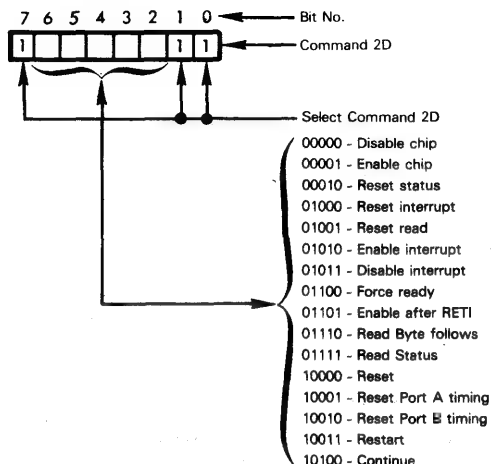 7 6 5 4 3 2 1 0 Bit No.
1 1 1 Command 2D
Select Command 2D
00000 - Disable chip
00001 - Enable chip
00010 - Reset status
01000 - Reset interrupt
01001 - Reset read
01010 - Enable interrupt
01011 - Disable interrupt
01100 - Force ready
01101 - Enable after RETI
01110 - Read Byte follows
01111 - Read Status
10000 - Reset
10001 - Reset Port A timing
10010 - Reset Port B timing
10011 - Restart
10100 - Continue